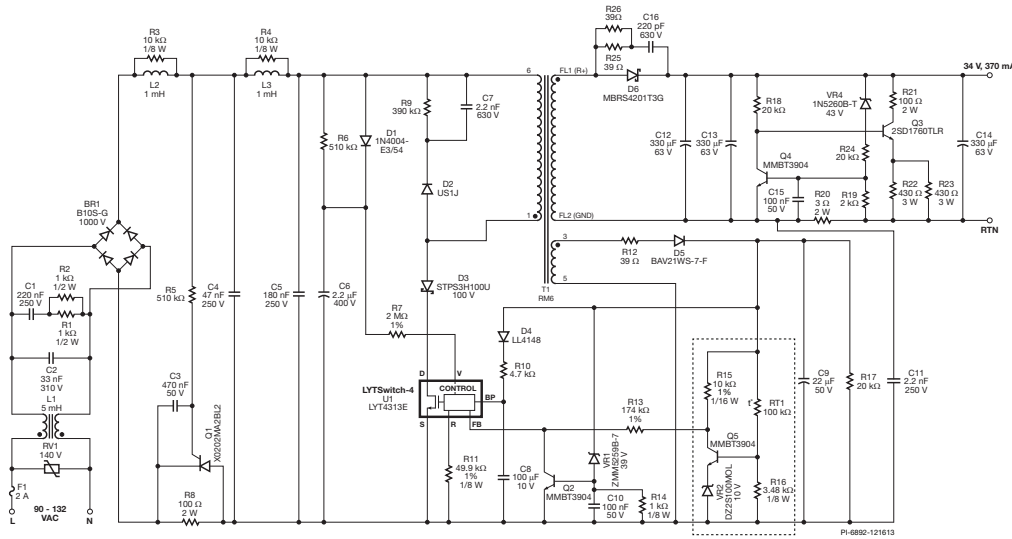 R3
10 kΩ
1/8 W
L2
1 mH
R4
10 kΩ
1/8 W
L3
1 mH
R26
39Ω
R25
39 Ω
C16
220 pF
630 V
D6
MBRS4201T3G
FL1 (R+)
FL2 (GND)
34 V, 370 mA
RTN
R9
390 kΩ
C7
2.2 nF
630 V
R6
510 kΩ
D1
1N4004-
E3/54
D2
US1J
D3
STPS3H100U
100 V
6
1
3
5
T1
RM6
C12
330 µF
63 V
C13
330 µF
63 V
R18
20 kΩ
VR4
1N5260B-T
43 V
R21
100 Ω
2 W
Q3
2SD1760TLR
C14
330 µF
63 V
Q4
MMBT3904
R24
20 kΩ
C15
100 nF
50 V
R20
3 Ω
2 W
R19
2 kΩ
R22
430 Ω
3 W
R23
430 Ω
3 W
BR1
B10S-G
1000 V
R12
39 Ω
D5
BAV21WS-7-F
C1
220 nF
250 V
R2
1 kΩ
1/2 W
R1
1 kΩ
1/2 W
C2
33 nF
310 V
L1
5 mH
RV1
140 V
F1
2 A
L
90 - 132
VAC
N
R5
510 kΩ
C4
47 nF
250 V
C5
180 nF
250 V
C6
2.2 µF
400 V
C3
470 nF
50 V
Q1
X0202MA2BL2
R8
100 Ω
2 W
R7
2 MΩ
1%
D4
LL4148
R10
4.7 kΩ
LYTSwitch-4
U1
LYT4313E
D
V
CONTROL
BP
S
R
FB
R11
49.9 kΩ
1%
1/8 W
C8
100 µF
10 V
R13
174 kΩ
1%
VR1
ZMM5259B-7
39 V
Q2
MMBT3904
C10
100 nF
50 V
R14
1 kΩ
1/8 W
R15
10 kΩ
1%
1/16 W
t°
RT1
100 kΩ
Q5
MMBT3904
VR2
DZ2S100MOL
10 V
R16
3.48 kΩ
1/8 W
C9
22 µF
50 V
R17
20 kΩ
C11
2.2 nF
250 V
PI-6892-121613